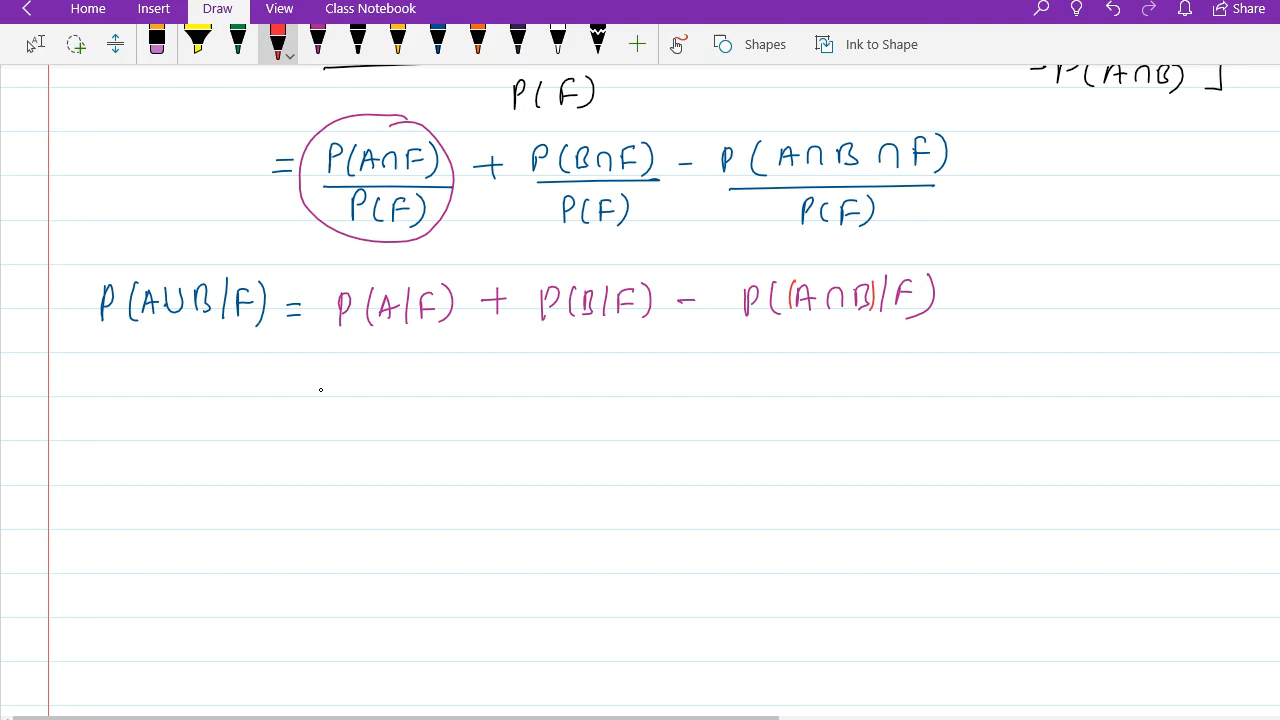 Home Insert Draw View Class Notebook Share
Shapes Ink to Shape
-P(A∩B) ]
P(F)
= P(A∩F)/P(F) + P(B∩F)/P(F) - P(A∩B∩F)/P(F)
P(A∪B/F) = P(A/F) + P(B/F) - P((A∩B)/F)